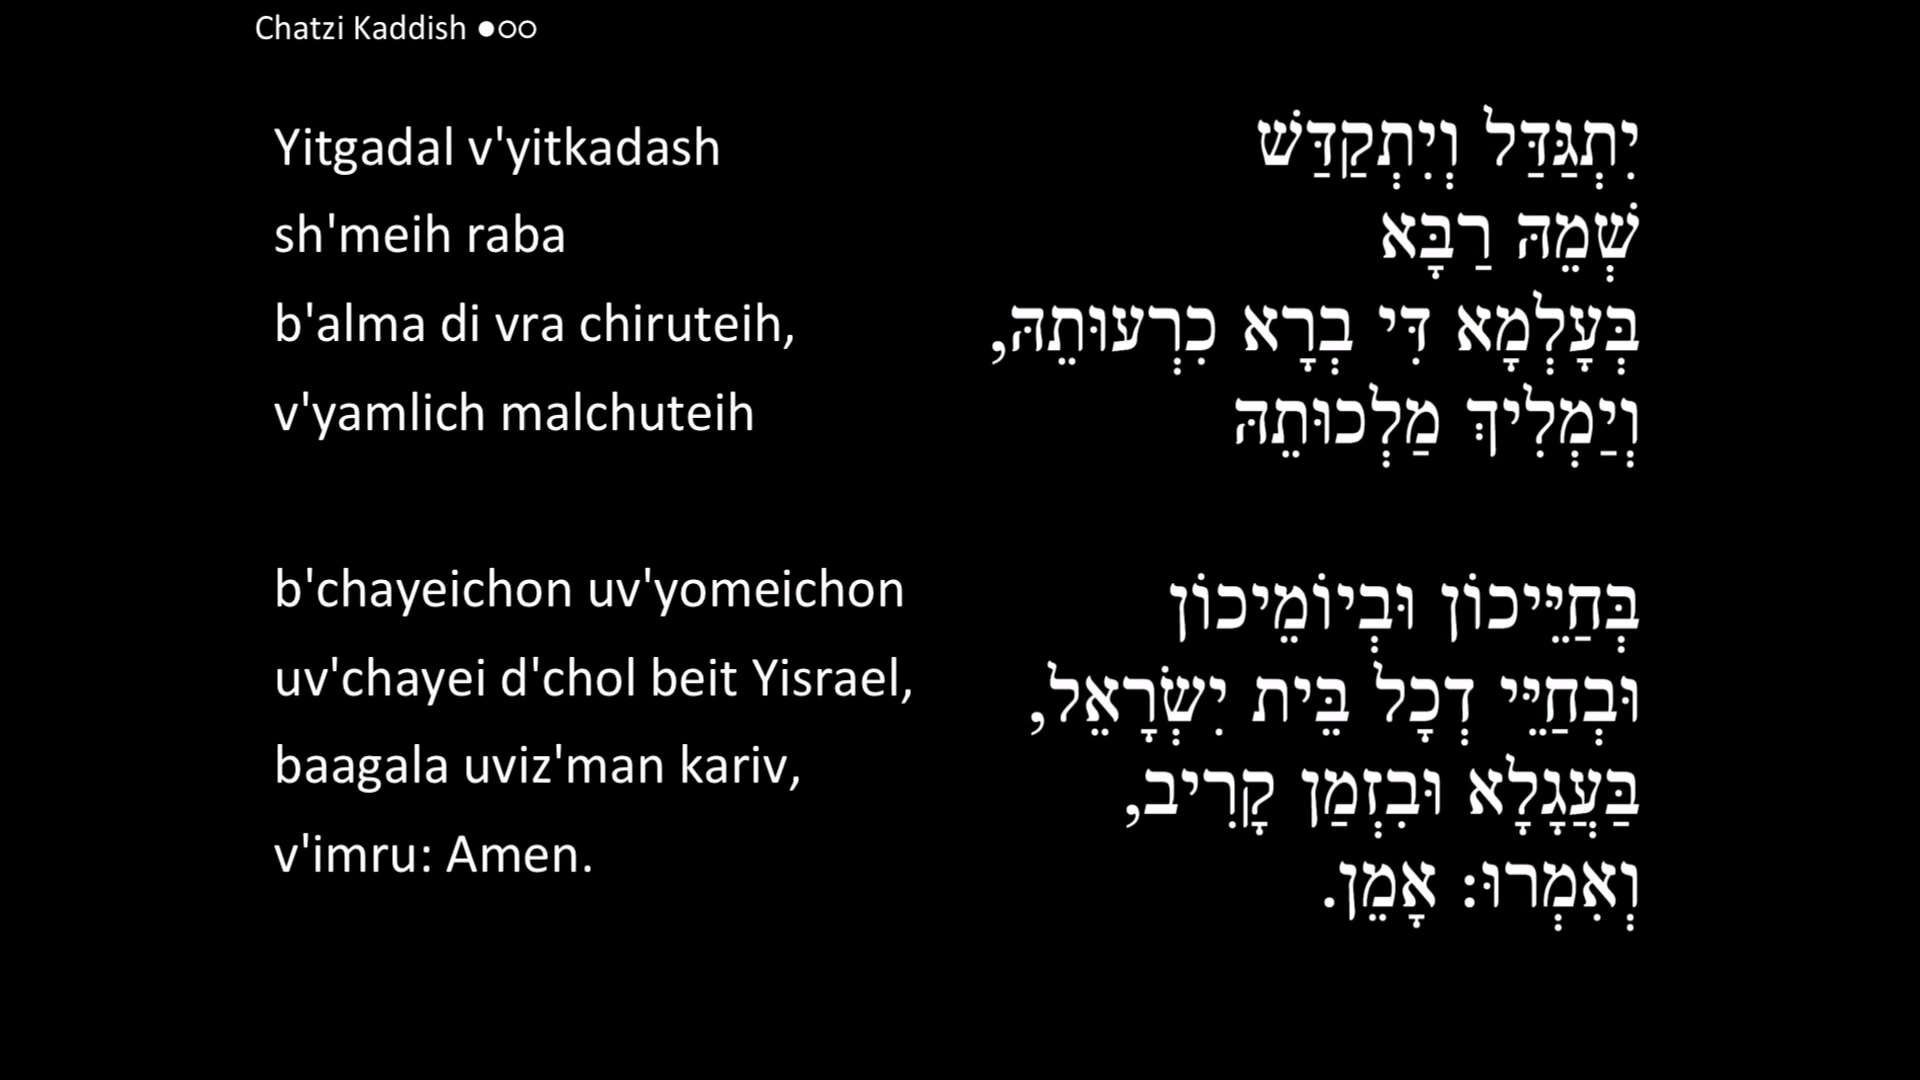 Chatzi Kaddish ●○○
Yitgadal v'yitkadash
sh'meih raba
b'alma di vra chiruteih,
v'yamlich malchuteih
b'chayeichon uv'yomeichon
uv'chayei d'chol beit Yisrael,
baagala uviz'man kariv,
v'imru: Amen.
יִתְגַּדַּל וְיִתְקַדַּשׁ
שְׁמֵהּ רַבָּא
בְּעָלְמָא דִּי בְרָא כִרְעוּתֵהּ,
וְיַמְלִיךְ מַלְכוּתֵהּ
בְּחַיֵּיכוֹן וּבְיוֹמֵיכוֹן
וּבְחַיֵּי דְכָל בֵּית יִשְׂרָאֵל,
בַּעֲגָלָא וּבִזְמַן קָרִיב,
וְאִמְרוּ: אָמֵן.